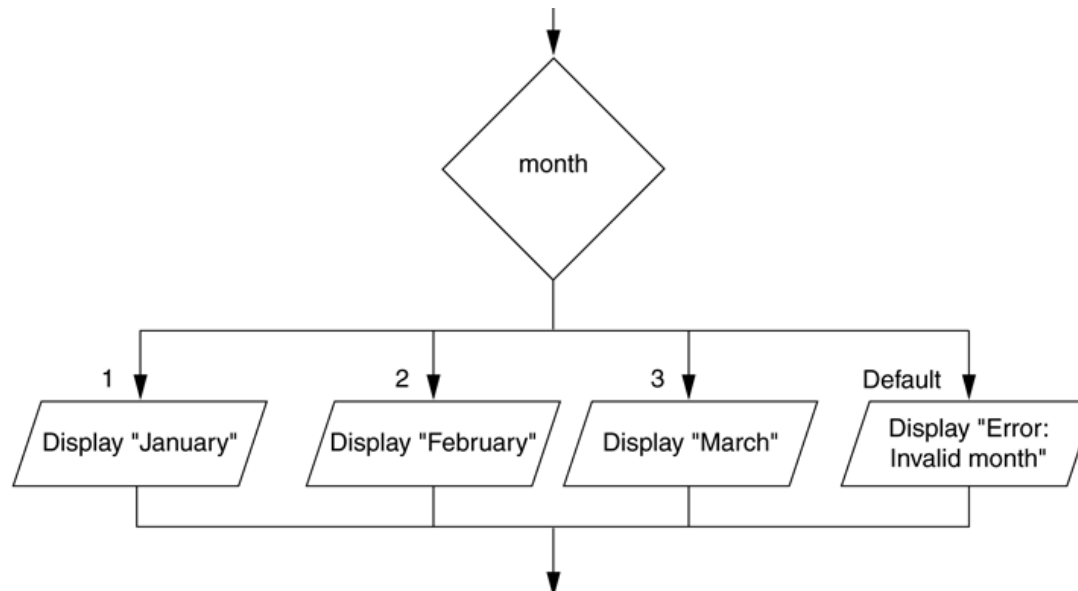 month
1
2
3
Default
Display "January"
Display "February"
Display "March"
Display "Error:
Invalid month"